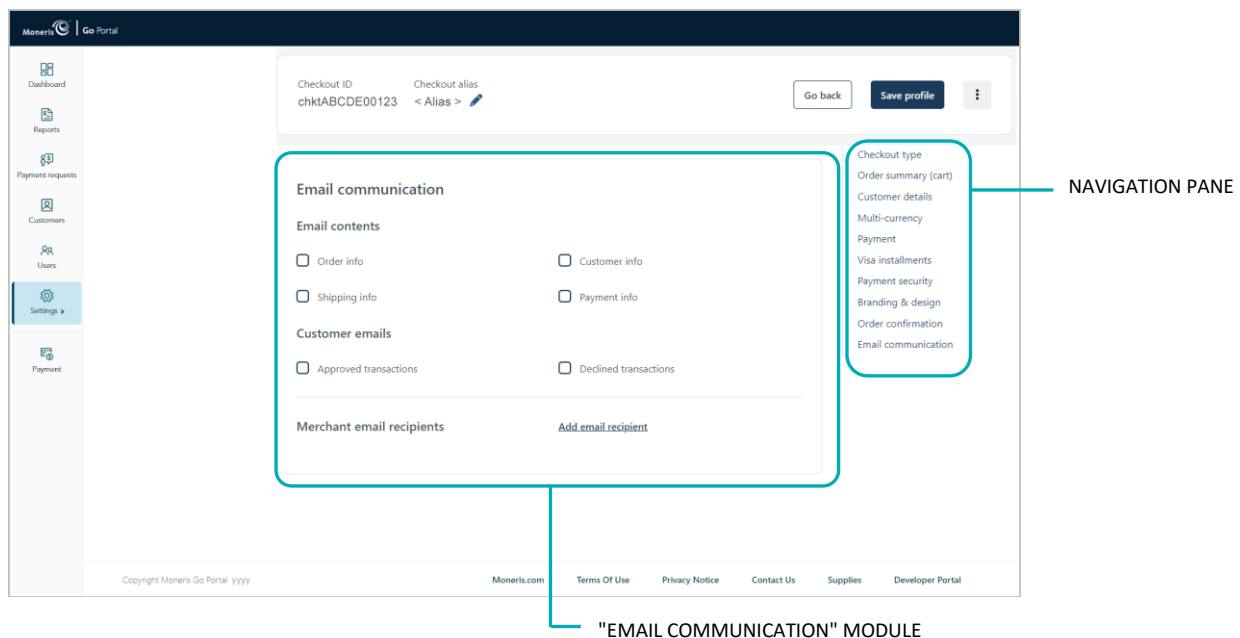 Moneris | Go Portal
Dashboard
Reports
Payment requests
Customers
Users
Settings
Payment
Checkout ID Checkout alias
chktABCDE00123 < Alias >
Go back Save profile
Email communication
Email contents
Order info Customer info
Shipping info Payment info
Customer emails
Approved transactions Declined transactions
Merchant email recipients Add email recipient
Checkout type
Order summary (cart)
Customer details
Multi-currency
Payment
Visa installments
Payment security
Branding & design
Order confirmation
Email communication
NAVIGATION PANE
Copyright Moneris Go Portal yyyy Moneris.com Terms Of Use Privacy Notice Contact Us Supplies Developer Portal
"EMAIL COMMUNICATION" MODULE